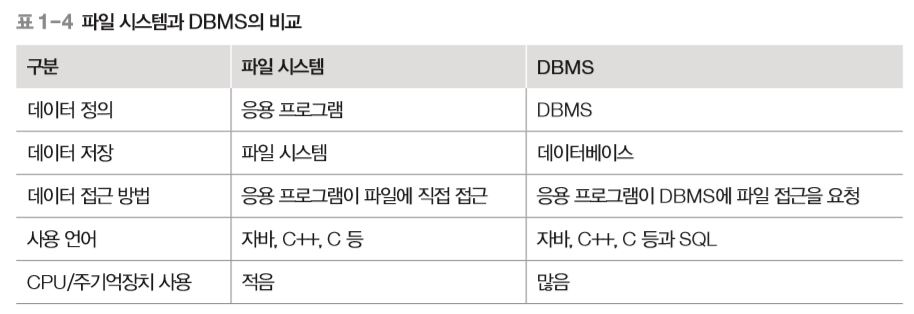 표 1-4 파일 시스템과 DBMS의 비교
구분 파일 시스템 DBMS
데이터 정의 응용 프로그램 DBMS
데이터 저장 파일 시스템 데이터베이스
데이터 접근 방법 응용 프로그램이 파일에 직접 접근 응용 프로그램이 DBMS에 파일 접근을 요청
사용 언어 자바, C++, C 등 자바, C++, C 등과 SQL
CPU/주기억장치 사용 적음 많음